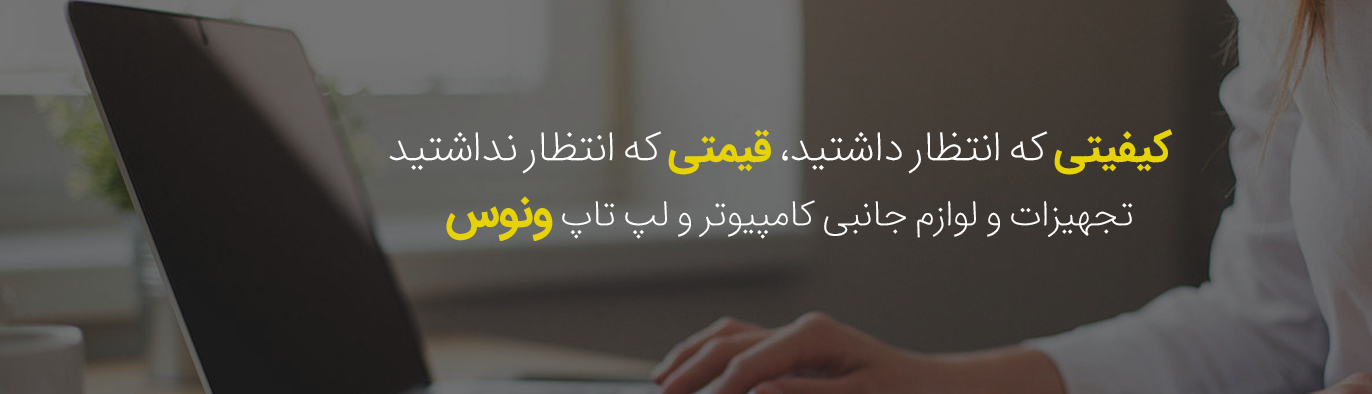 کیفیتی که انتظار داشتید، قیمتی که انتظار نداشتید
تجهیزات و لوازم جانبی کامپیوتر و لپ تاپ ونوس